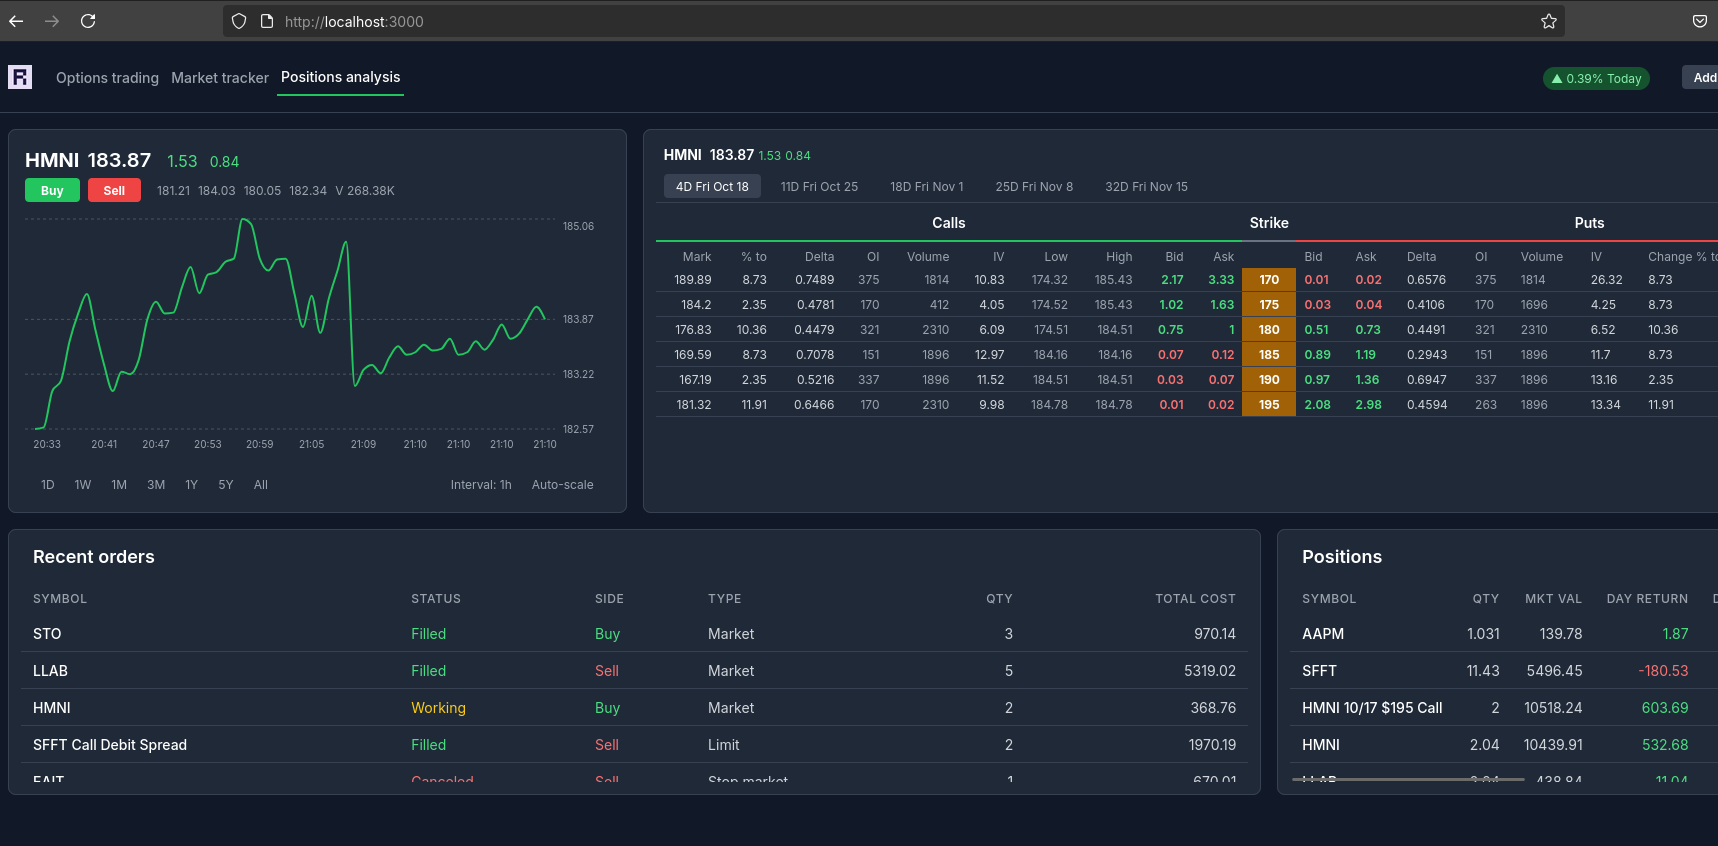 http://localhost:3000
Options trading Market tracker Positions analysis
▲ 0.39% Today
Add
HMNI 183.87 1.53 0.84
Buy Sell 181.21 184.03 180.05 182.34 V 268.38K
185.06
183.87
183.22
182.57
20:33 20:41 20:47 20:53 20:59 21:05 21:09 21:10 21:10 21:10 21:10
1D 1W 1M 3M 1Y 5Y All Interval: 1h Auto-scale
HMNI 183.87 1.53 0.84
4D Fri Oct 18 11D Fri Oct 25 18D Fri Nov 1 25D Fri Nov 8 32D Fri Nov 15
Calls Strike Puts
Mark % to Delta OI Volume IV Low High Bid Ask Bid Ask Delta OI Volume IV Change % to
189.89 8.73 0.7489 375 1814 10.83 174.32 185.43 2.17 3.33 170 0.01 0.02 0.6576 375 1814 26.32 8.73
184.2 2.35 0.4781 170 412 4.05 174.52 185.43 1.02 1.63 175 0.03 0.04 0.4106 170 1696 4.25 8.73
176.83 10.36 0.4479 321 2310 6.09 174.51 184.51 0.75 1 180 0.51 0.73 0.4491 321 2310 6.52 10.36
169.59 8.73 0.7078 151 1896 12.97 184.16 184.16 0.07 0.12 185 0.89 1.19 0.2943 151 1896 11.7 8.73
167.19 2.35 0.5216 337 1896 11.52 184.51 184.51 0.03 0.07 190 0.97 1.36 0.6947 337 1896 13.16 2.35
181.32 11.91 0.6466 170 2310 9.98 184.78 184.78 0.01 0.02 195 2.08 2.98 0.4594 263 1896 13.34 11.91
Recent orders
SYMBOL STATUS SIDE TYPE QTY TOTAL COST
STO Filled Buy Market 3 970.14
LLAB Filled Sell Market 5 5319.02
HMNI Working Buy Market 2 368.76
SFFT Call Debit Spread Filled Sell Limit 2 1970.19
EAIT Canceled Sell Stop market 1 670.01
Positions
SYMBOL QTY MKT VAL DAY RETURN
AAPM 1.031 139.78 1.87
SFFT 11.43 5496.45 -180.53
HMNI 10/17 $195 Call 2 10518.24 603.69
HMNI 2.04 10439.91 532.68
LLAB 438.84 11.04